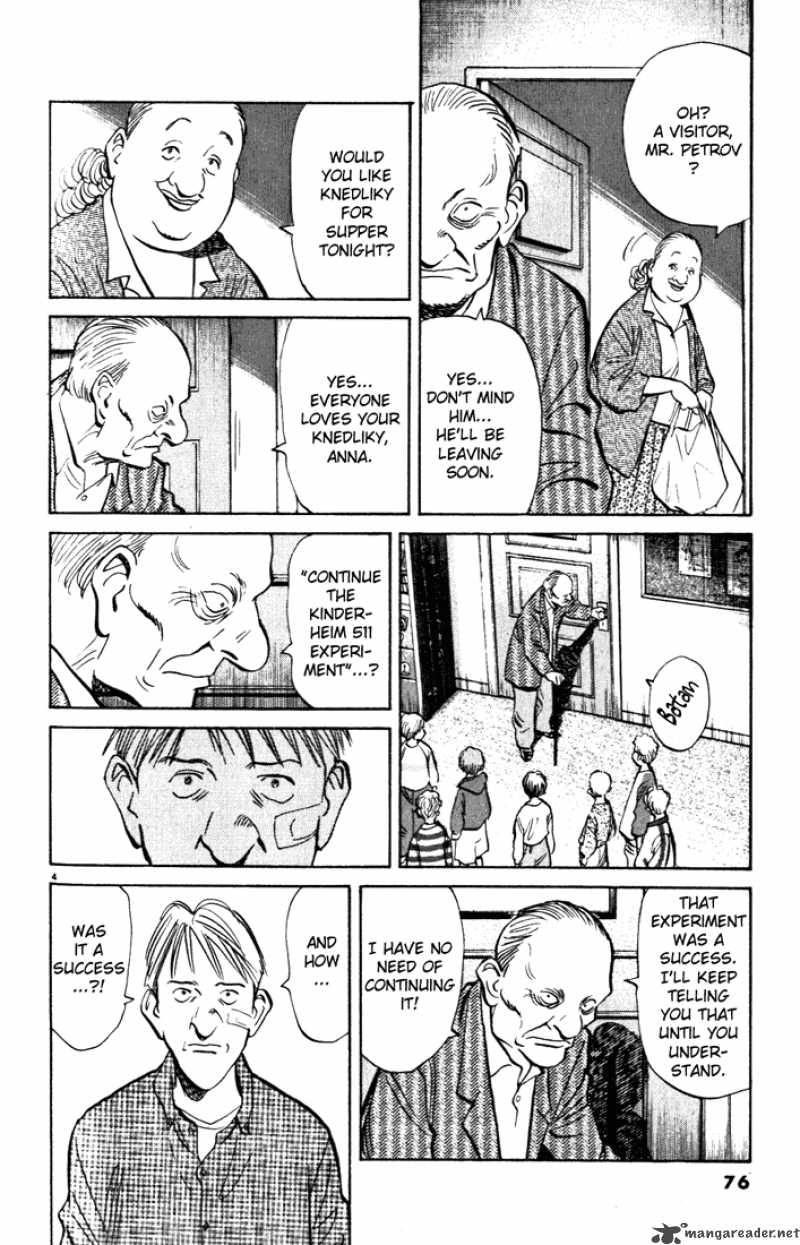 OH?
A VISITOR,
MR. PETROV
?
YES...
DON'T MIND
HIM...
HE'LL BE
LEAVING
SOON.
WOULD
YOU LIKE
KNEDLIKY
FOR
SUPPER
TONIGHT?
YES...
EVERYONE
LOVES YOUR
KNEDLIKY,
ANNA.
Batan
"CONTINUE
THE
KINDER-
HEIM 511
EXPERI-
MENT"...?
4
THAT
EXPERIMENT
WAS A
SUCCESS.
I'LL KEEP
TELLING
YOU THAT
UNTIL YOU
UNDER-
STAND.
I HAVE NO
NEED OF
CONTINUING
IT!
AND
HOW
...
WAS
IT A
SUCCESS
...?!
76
mangareader.net